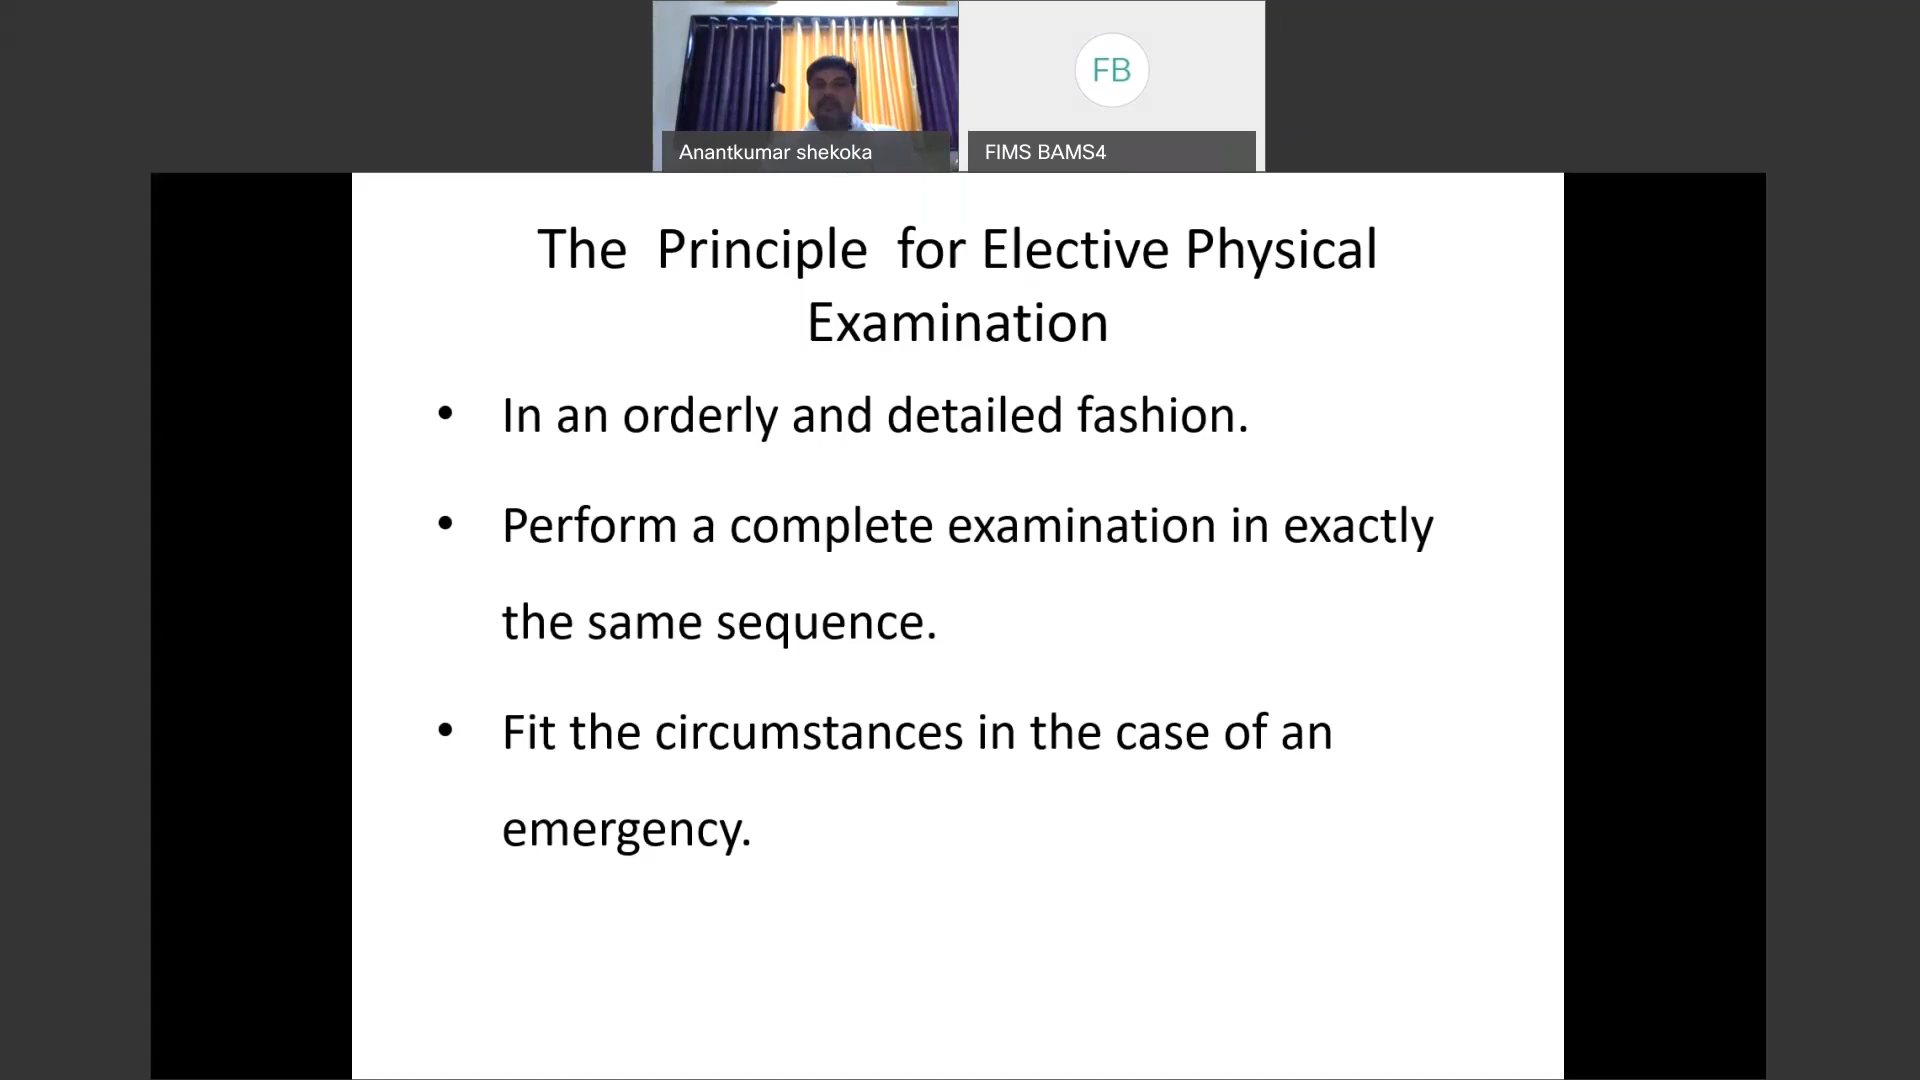 FB
Anantkumar shekoka
FIMS BAMS4
The Principle for Elective Physical
Examination
• In an orderly and detailed fashion.
• Perform a complete examination in exactly
the same sequence.
• Fit the circumstances in the case of an
emergency.